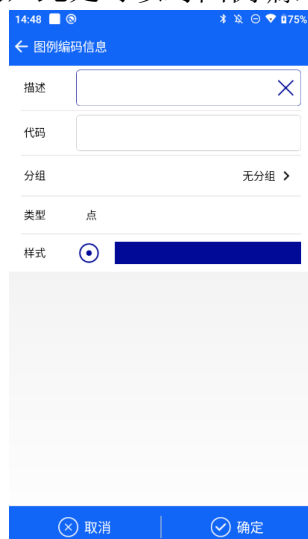 14:48 75%
图例编码信息
描述
代码
分组 无分组
类型 点
样式
取消 确定